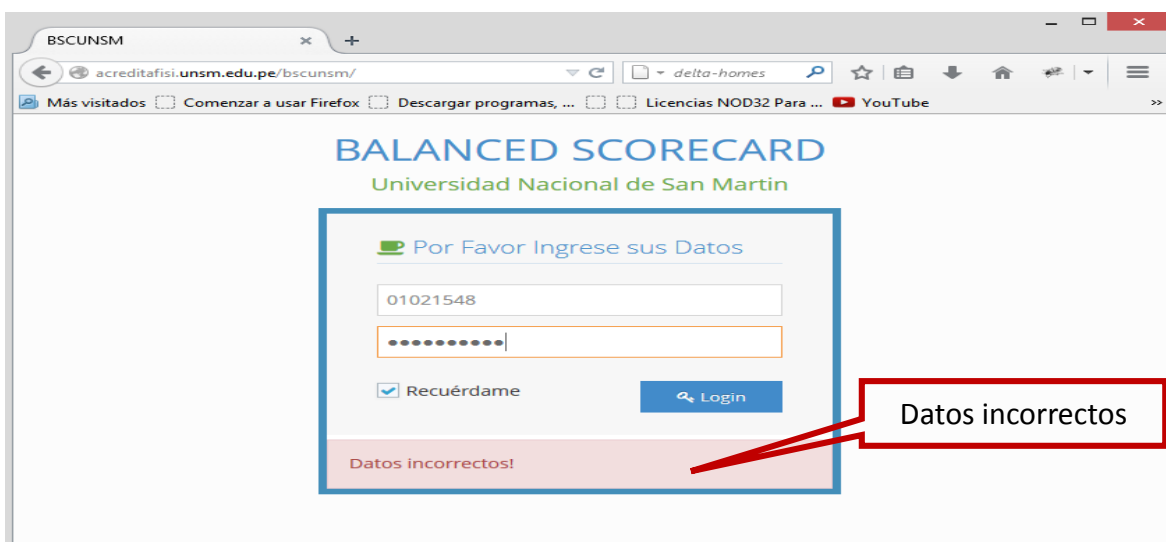 BSCUNSM
acreditafisi.unsm.edu.pe/bscunsm/
delta-homes
Más visitados Comenzar a usar Firefox Descargar programas, ... Licencias NOD32 Para ... YouTube
BALANCED SCORECARD
Universidad Nacional de San Martin
Por Favor Ingrese sus Datos
01021548
••••••••••
Recuérdame
Login
Datos incorrectos
Datos incorrectos!